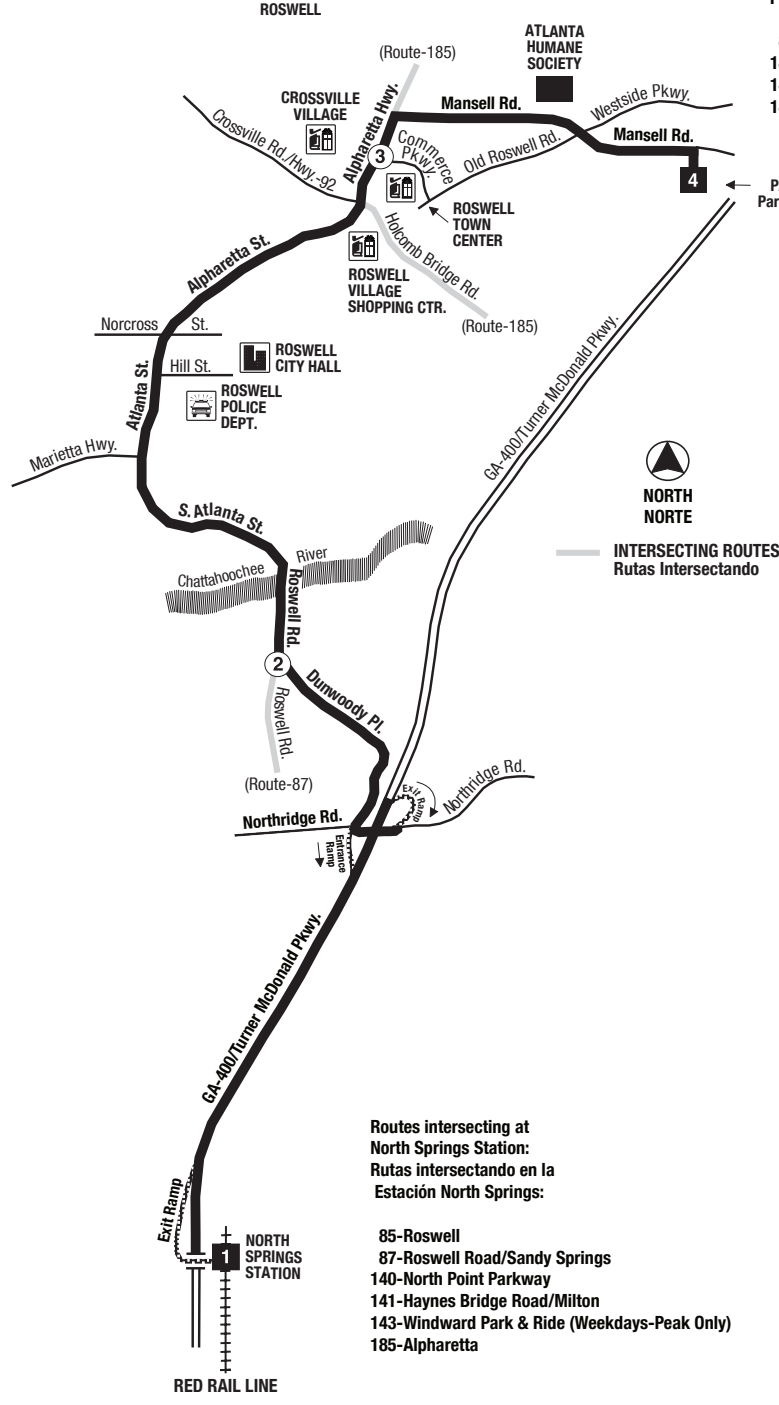 ROSWELL
ATLANTA
HUMANE
SOCIETY
(Route-185)
CROSSVILLE
VILLAGE
Alpharetta Hwy.
Mansell Rd.
Westside Pkwy.
Crossville Rd./Hwy.-92
3
Commerce
Pkwy.
Old Roswell Rd.
Mansell Rd.
4
ROSWELL
TOWN
CENTER
Holcomb Bridge Rd.
Alpharetta St.
ROSWELL
VILLAGE
SHOPPING CTR.
(Route-185)
Norcross St.
Hill St.
ROSWELL
CITY HALL
Atlanta St.
ROSWELL
POLICE
DEPT.
GA-400/Turner McDonald Pkwy.
Marietta Hwy.
NORTH
NORTE
S. Atlanta St.
INTERSECTING ROUTES
Rutas Intersectando
Chattahoochee River
Roswell Rd.
2
Dunwoody Pl.
Roswell Rd.
(Route-87)
Exit Ramp
Northridge Rd.
Northridge Rd.
Entrance
Ramp
GA-400/Turner McDonald Pkwy.
Routes intersecting at
North Springs Station:
Rutas intersectando en la
Estación North Springs:
Exit Ramp
1
NORTH
SPRINGS
STATION
85-Roswell
87-Roswell Road/Sandy Springs
140-North Point Parkway
141-Haynes Bridge Road/Milton
143-Windward Park & Ride (Weekdays-Peak Only)
185-Alpharetta
RED RAIL LINE